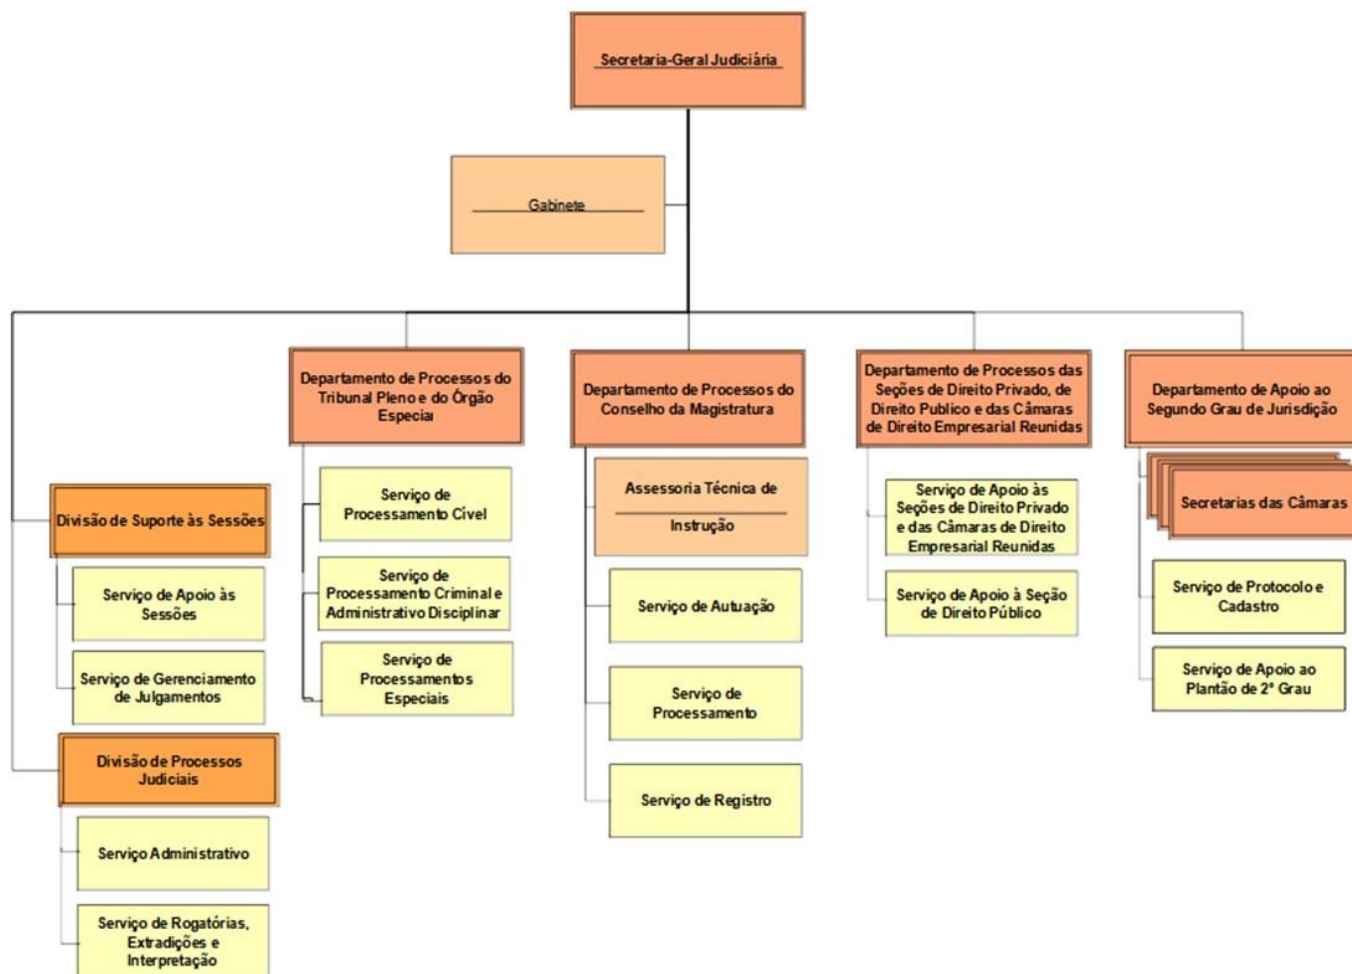 Secretaria-Geral Judiciária
Gabinete
Departamento de Processos do
Tribunal Pleno e do Órgão
Especial
Departamento de Processos do
Conselho da Magistratura
Departamento de Processos das
Seções de Direito Privado, de
Direito Publico e das Câmaras
de Direito Empresarial Reunidas
Departamento de Apoio ao
Segundo Grau de Jurisdição
Divisão de Suporte às Sessões
Serviço de Apoio às
Sessões
Serviço de Gerenciamento
de Julgamentos
Divisão de Processos
Judiciais
Serviço Administrativo
Serviço de Rogatórias,
Extradições e
Interpretação
Serviço de
Processamento Cível
Serviço de
Processamento Criminal e
Administrativo Disciplinar
Serviço de
Processamentos
Especiais
Assessoria Técnica de
Instrução
Serviço de Autuação
Serviço de
Processamento
Serviço de Registro
Serviço de Apoio às
Seções de Direito Privado
e das Câmaras de Direito
Empresarial Reunidas
Serviço de Apoio à Seção
de Direito Público
Secretarias das Câmaras
Serviço de Protocolo e
Cadastro
Serviço de Apoio ao
Plantão de 2º Grau